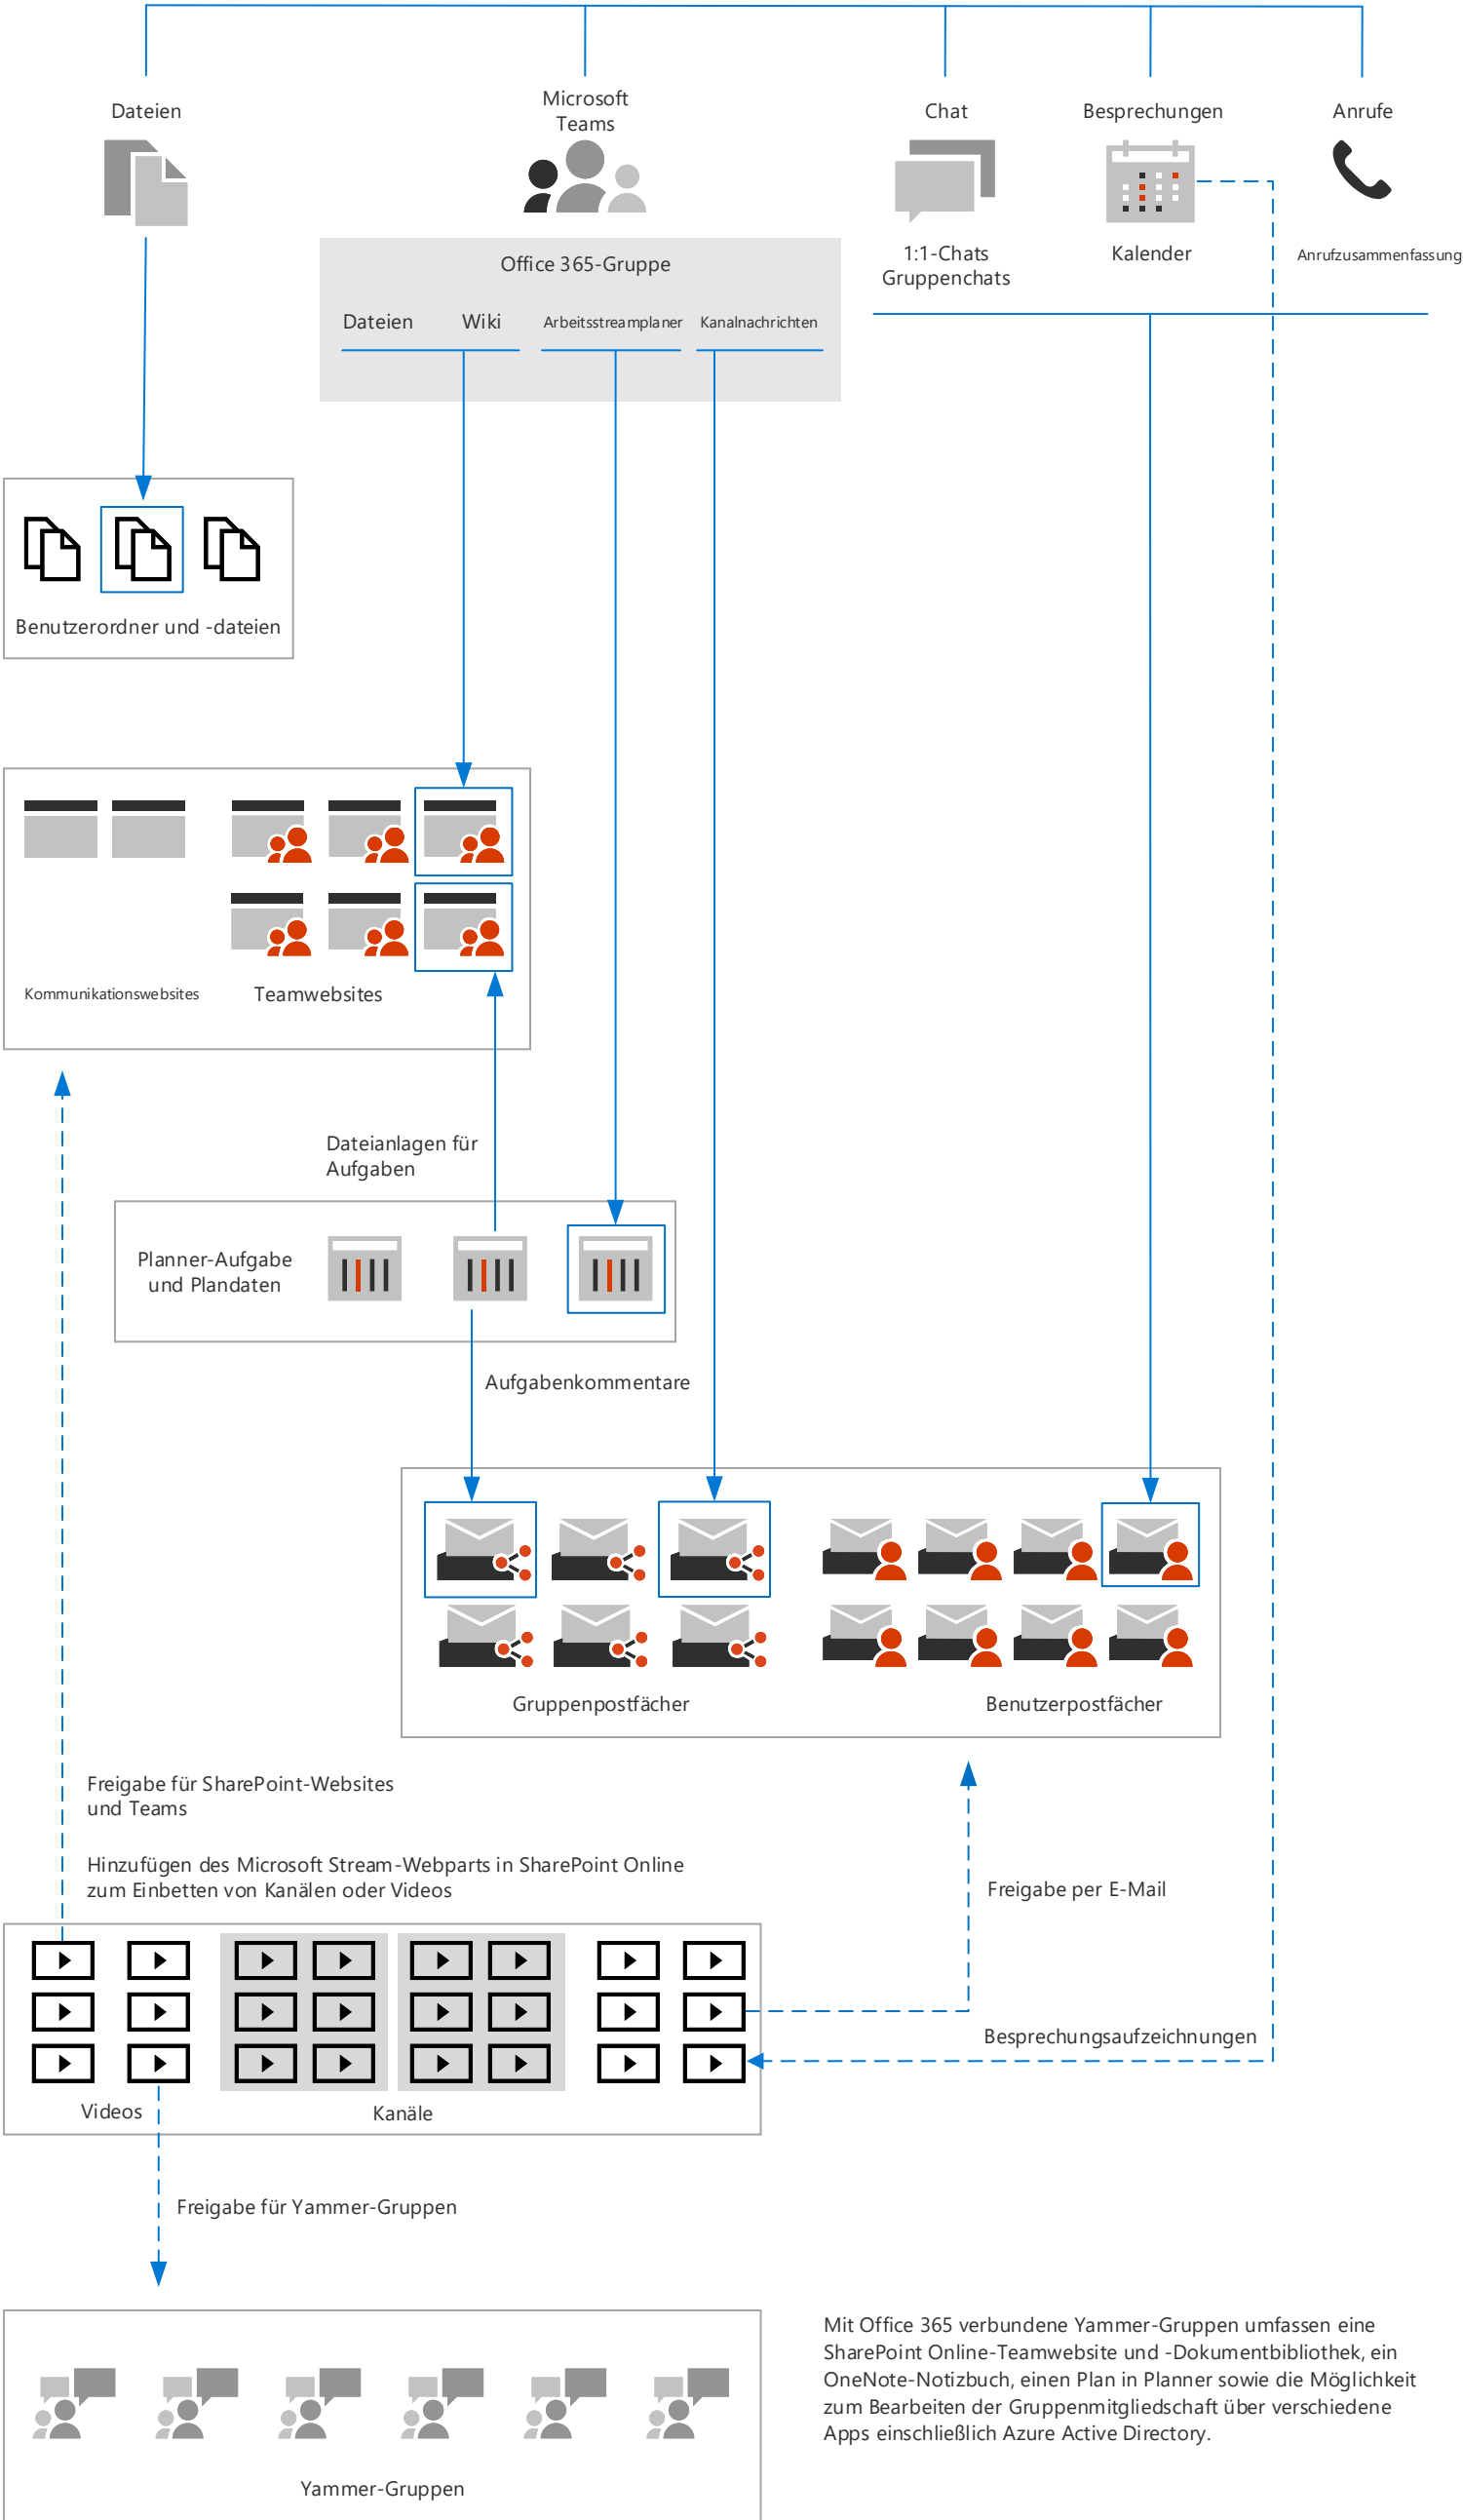 Dateien
Microsoft
Teams
Chat
Besprechungen
Anrufe
1:1-Chats
Gruppenchats
Kalender
Anrufzusammenfassung
Office 365-Gruppe
Dateien
Wiki
Arbeitsstreamplaner
Kanalnachrichten
Benutzerordner und -dateien
Kommunikationswebsites
Teamwebsites
Dateianlagen für
Aufgaben
Planner-Aufgabe
und Plandaten
Aufgabenkommentare
Gruppenpostfächer
Benutzerpostfächer
Freigabe für SharePoint-Websites
und Teams
Hinzufügen des Microsoft Stream-Webparts in SharePoint Online
zum Einbetten von Kanälen oder Videos
Freigabe per E-Mail
Besprechungsaufzeichnungen
Videos
Kanäle
Freigabe für Yammer-Gruppen
Mit Office 365 verbundene Yammer-Gruppen umfassen eine
SharePoint Online-Teamwebsite und -Dokumentbibliothek, ein
OneNote-Notizbuch, einen Plan in Planner sowie die Möglichkeit
zum Bearbeiten der Gruppenmitgliedschaft über verschiedene
Apps einschließlich Azure Active Directory.
Yammer-Gruppen